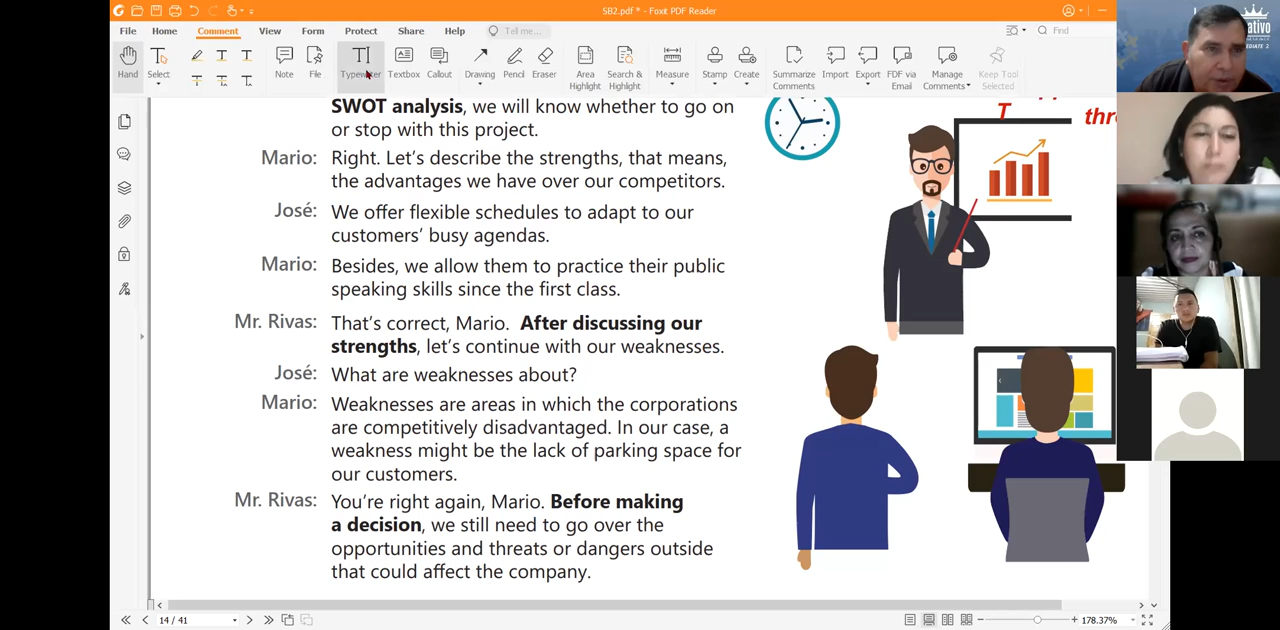 SB2.pdf * - Foxit PDF Reader
File Home Comment View Form Protect Share Help Tell me... Find
Hand Select Note File Typewriter Textbox Callout Drawing Pencil Eraser Area Highlight Search & Highlight Measure Stamp Create Summarize Comments Import Export FDF via Email Manage Comments Keep Tool Selected
SWOT analysis, we will know whether to go on
or stop with this project.
Mario: Right. Let's describe the strengths, that means,
the advantages we have over our competitors.
José: We offer flexible schedules to adapt to our
customers' busy agendas.
Mario: Besides, we allow them to practice their public
speaking skills since the first class.
Mr. Rivas: That's correct, Mario. After discussing our
strengths, let's continue with our weaknesses.
José: What are weaknesses about?
Mario: Weaknesses are areas in which the corporations
are competitively disadvantaged. In our case, a
weakness might be the lack of parking space for
our customers.
Mr. Rivas: You're right again, Mario. Before making
a decision, we still need to go over the
opportunities and threats or dangers outside
that could affect the company.
T
14 / 41
178.37%